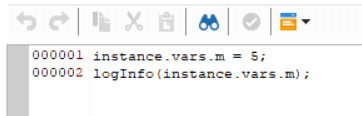 000001 instance.vars.m = 5;
000002 logInfo(instance.vars.m);